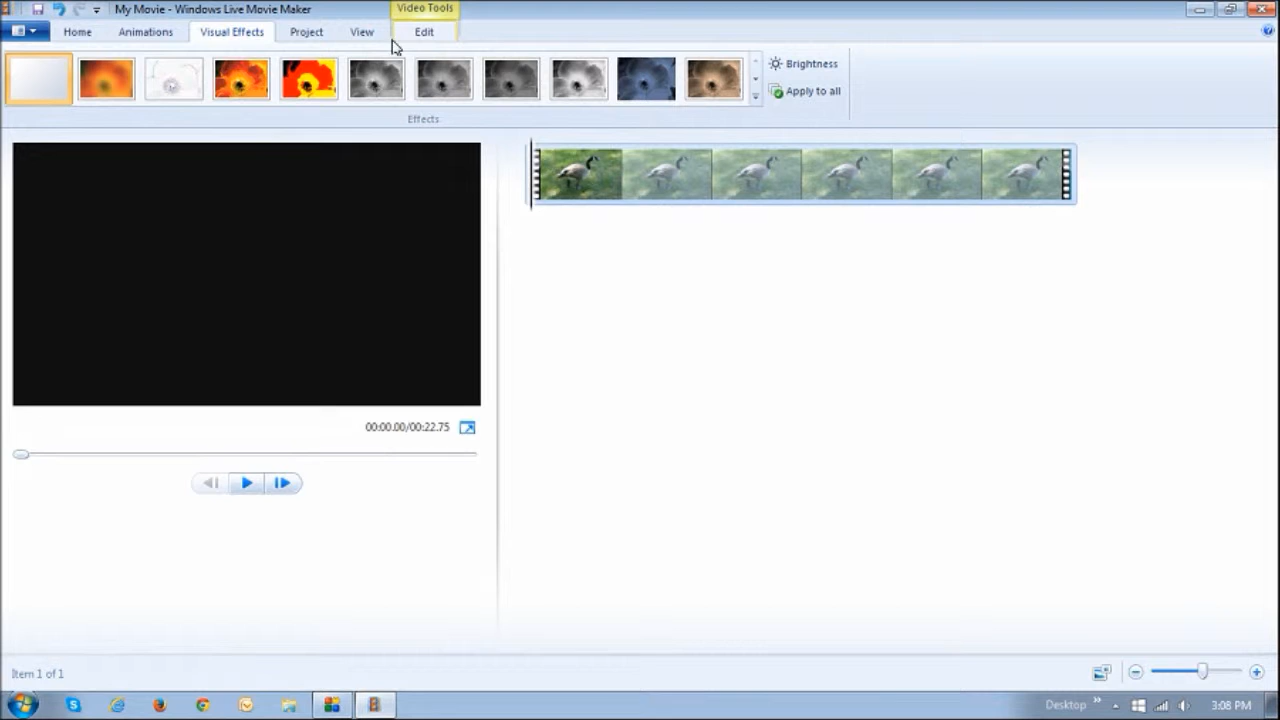 My Movie - Windows Live Movie Maker
Video Tools
Home
Animations
Visual Effects
Project
View
Edit
Brightness
Apply to all
Effects
00:00.00/00:22.75
Item 1 of 1
Desktop
3:08 PM